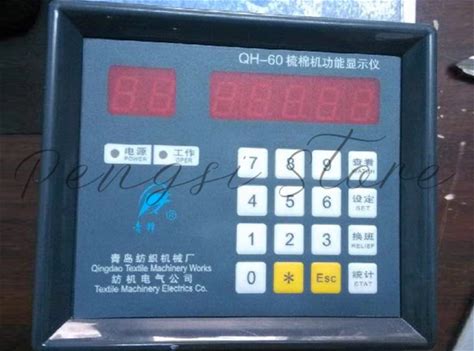 QH-60 梳棉机功能显示仪
电源 工作
POWER OPER
7 8 9 查看
4 5 6 设定
SET
1 2 3 换班
RELIEF
0 * Esc 统计
STAT
青岛纺织机械厂
Qingdao Textile Machinery Works
纺机电气公司
Textile Machinery Electrics Co.
Pengsi Store